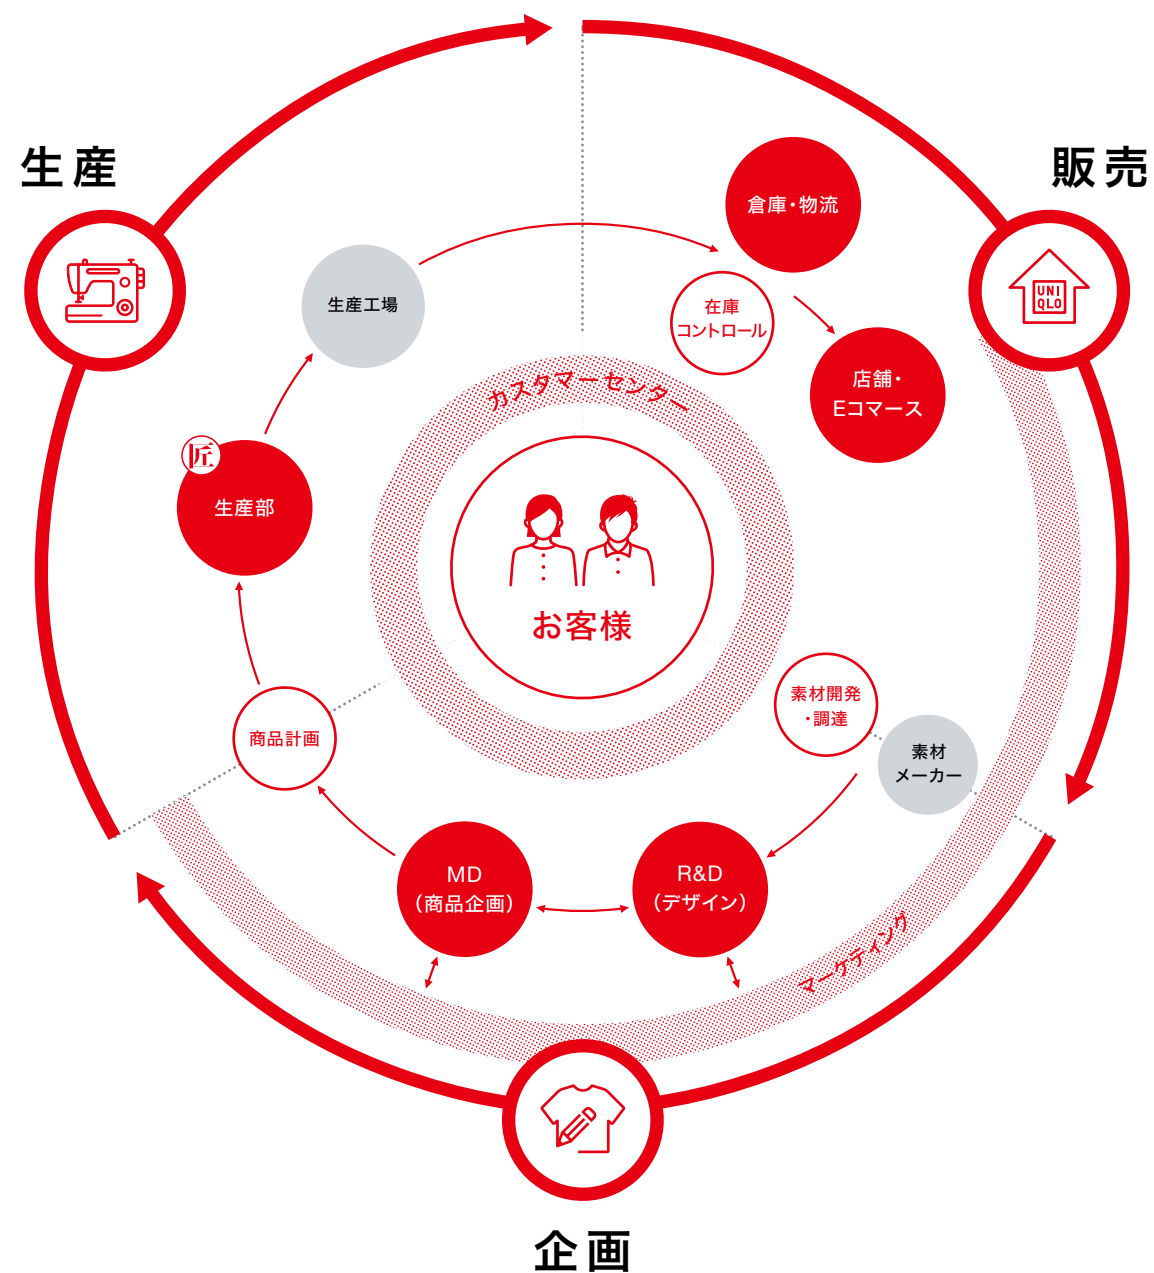 生産
販売
倉庫・物流
生産工場
在庫
コントロール
UNI
QLO
店舗・
Eコマース
カスタマーセンター
匠
生産部
お客様
素材開発
・調達
商品計画
素材
メーカー
MD
（商品企画）
R&D
（デザイン）
マーケティング
企画